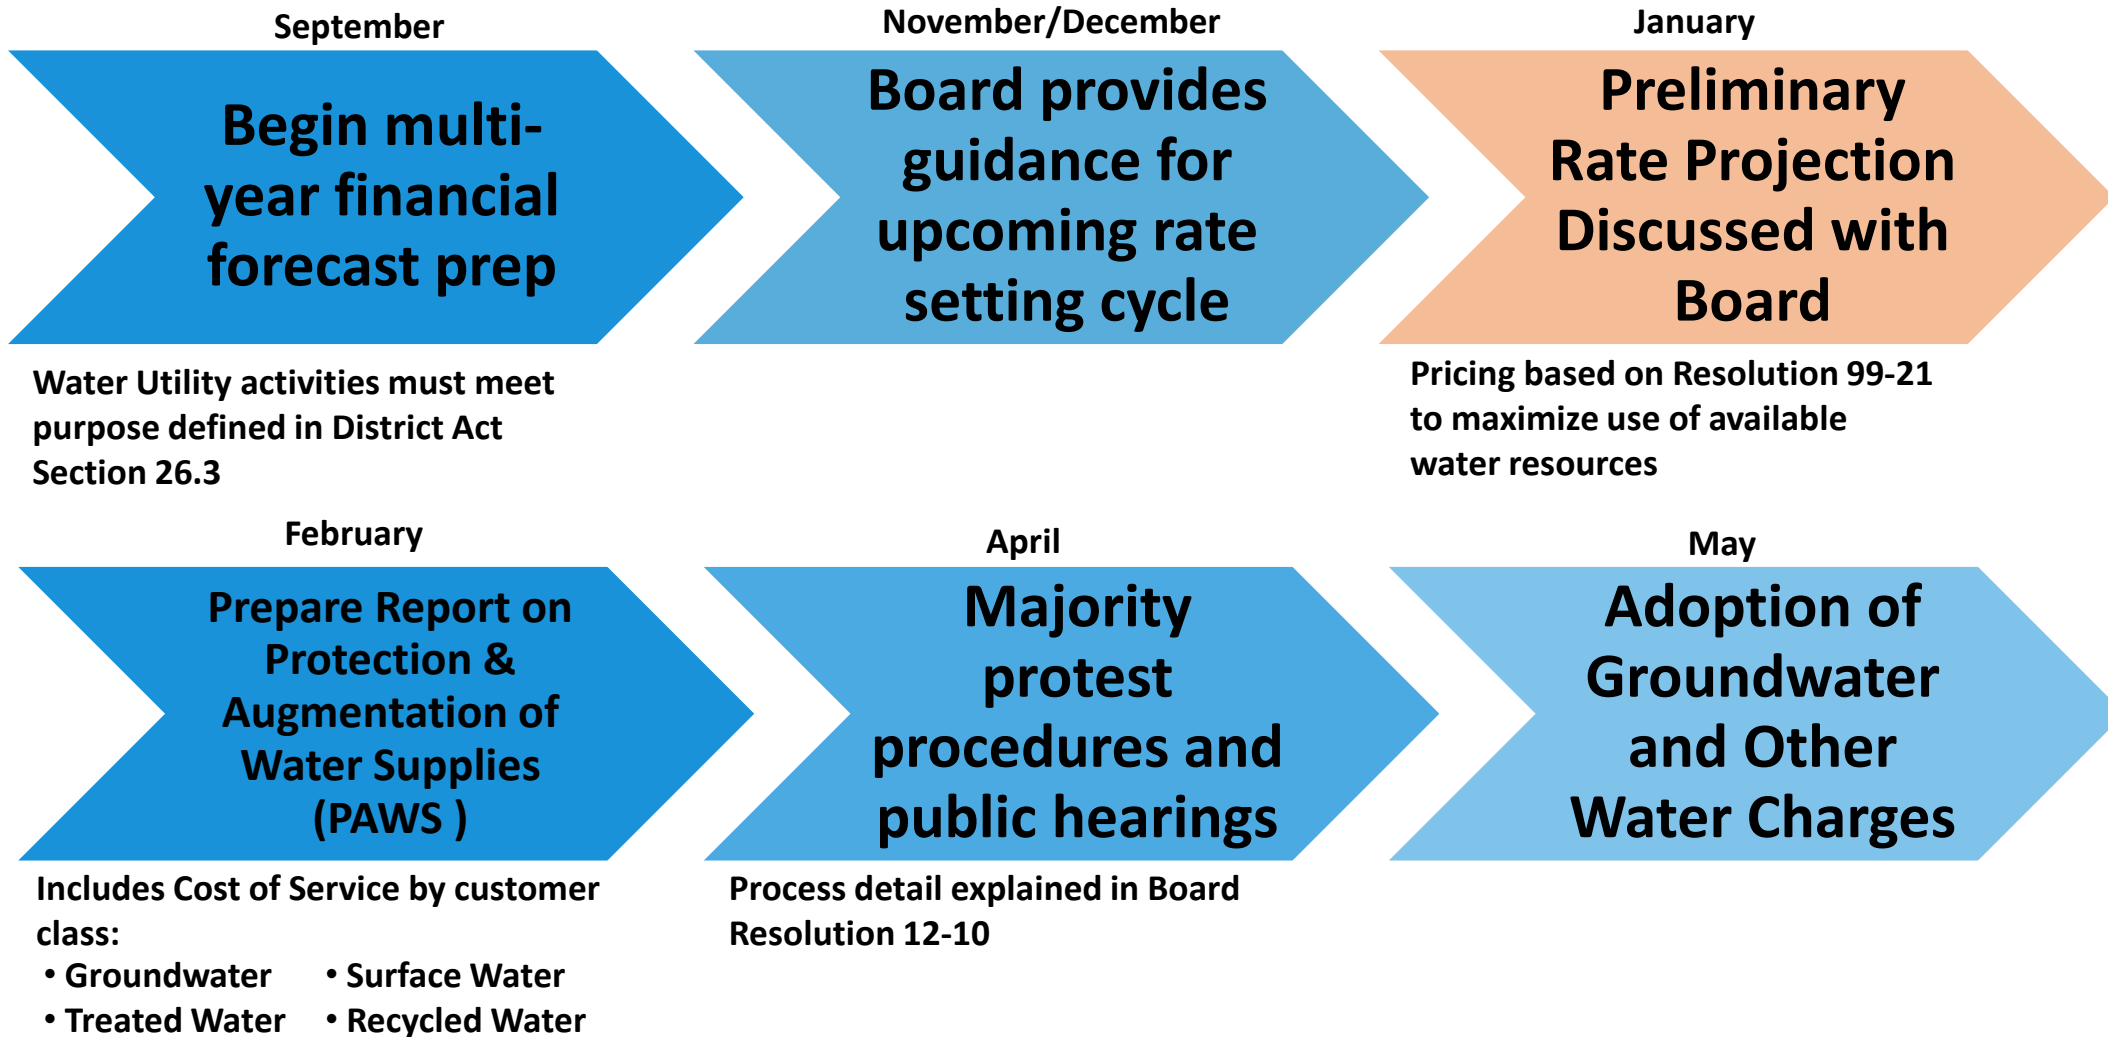 September
Begin multi-
year financial
forecast prep
Water Utility activities must meet
purpose defined in District Act
Section 26.3
November/December
Board provides
guidance for
upcoming rate
setting cycle
January
Preliminary
Rate Projection
Discussed with
Board
Pricing based on Resolution 99-21
to maximize use of available
water resources
February
Prepare Report on
Protection &
Augmentation of
Water Supplies
(PAWS )
Includes Cost of Service by customer
class:
• Groundwater • Surface Water
• Treated Water • Recycled Water
April
Majority
protest
procedures and
public hearings
Process detail explained in Board
Resolution 12-10
May
Adoption of
Groundwater
and Other
Water Charges